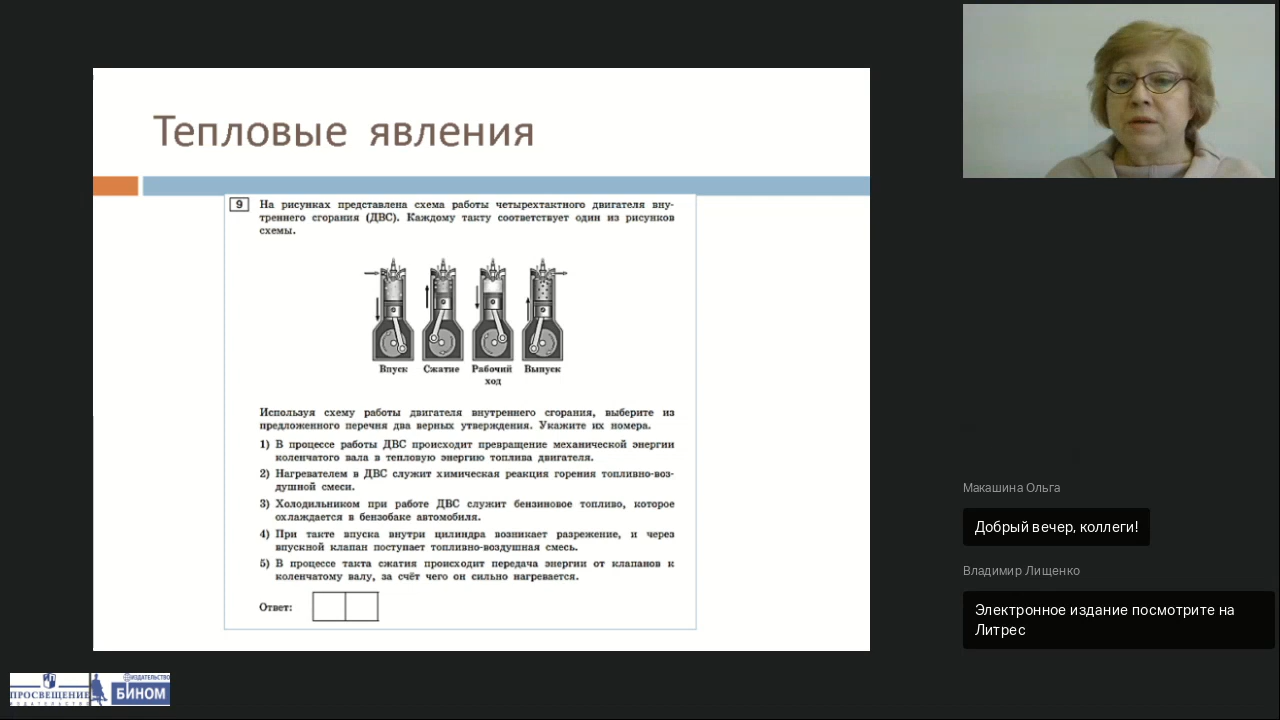 Тепловые явления
9 На рисунках представлена схема работы четырехтактного двигателя вну-
треннего сгорания (ДВС). Каждому такту соответствует один из рисунков
схемы.
Впуск Сжатие Рабочий Выпуск
ход
Используя схему работы двигателя внутреннего сгорания, выберите из
предложенного перечня два верных утверждения. Укажите их номера.
1) В процессе работы ДВС происходит превращение механической энергии
коленчатого вала в тепловую энергию топлива двигателя.
2) Нагревателем в ДВС служит химическая реакция горения топливно-воз-
душной смеси.
3) Холодильником при работе ДВС служит бензиновое топливо, которое
охлаждается в бензобаке автомобиля.
4) При такте впуска внутри цилиндра возникает разрежение, и через
впускной клапан поступает топливно-воздушная смесь.
5) В процессе такта сжатия происходит передача энергии от клапанов к
коленчатому валу, за счёт чего он сильно нагревается.
Ответ:
Макашина Ольга
Добрый вечер, коллеги!
Владимир Лищенко
Электронное издание посмотрите на
Литрес
ПРОСВЕЩЕНИЕ
ИЗДАТЕЛЬСТВО
ИЗДАТЕЛЬСТВО
БИНОМ